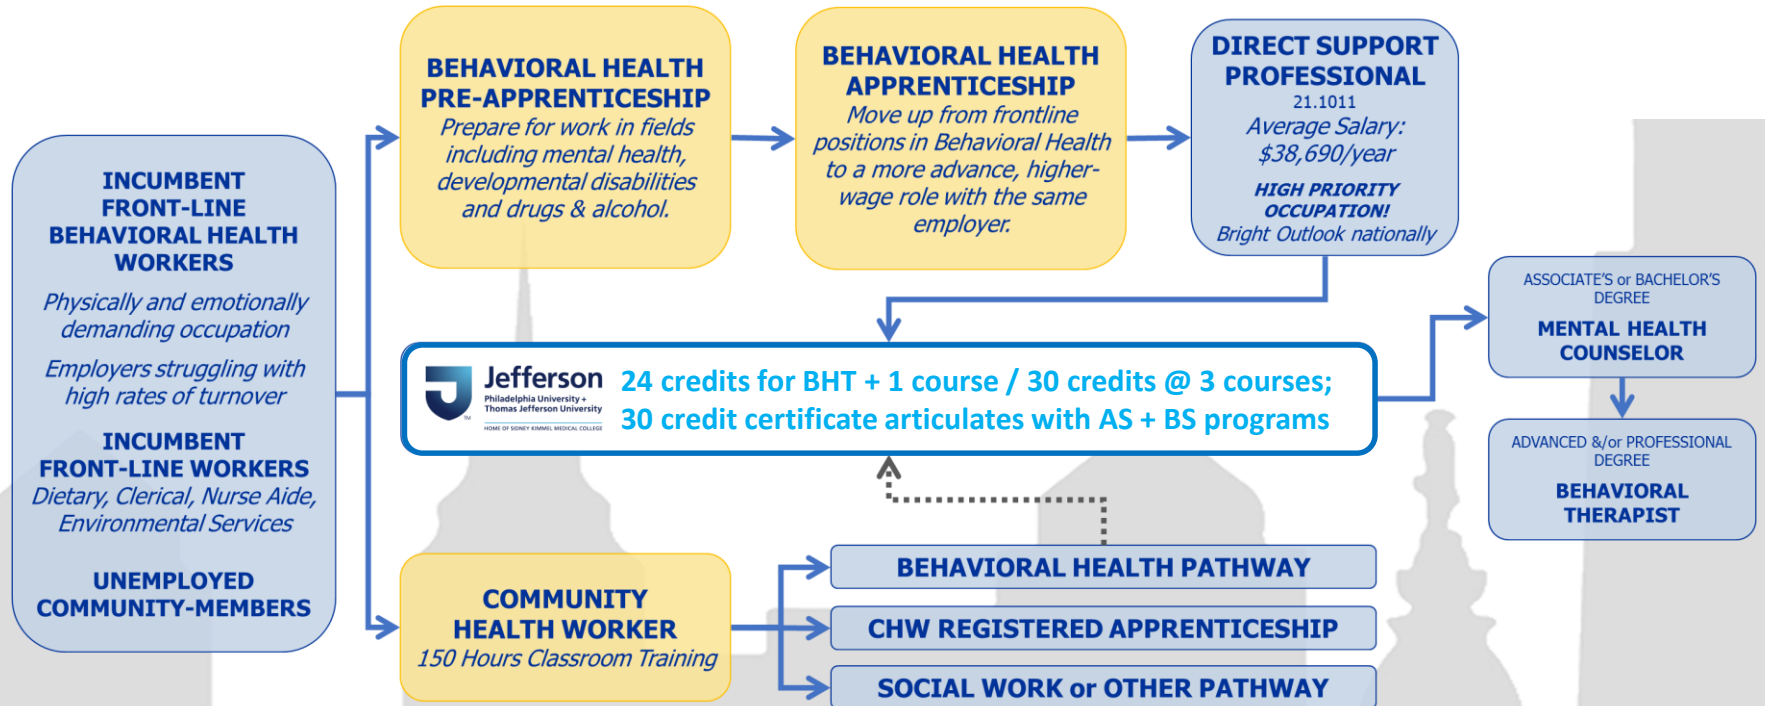 INCUMBENT
FRONT-LINE
BEHAVIORAL HEALTH
WORKERS
Physically and emotionally
demanding occupation
Employers struggling with
high rates of turnover
INCUMBENT
FRONT-LINE WORKERS
Dietary, Clerical, Nurse Aide,
Environmental Services
UNEMPLOYED
COMMUNITY-MEMBERS
BEHAVIORAL HEALTH
PRE-APPRENTICESHIP
Prepare for work in fields
including mental health,
developmental disabilities
and drugs & alcohol.
BEHAVIORAL HEALTH
APPRENTICESHIP
Move up from frontline
positions in Behavioral Health
to a more advance, higher-
wage role with the same
employer.
DIRECT SUPPORT
PROFESSIONAL
21.1011
Average Salary:
$38,690/year
HIGH PRIORITY
OCCUPATION!
Bright Outlook nationally
Jefferson
Philadelphia University +
Thomas Jefferson University
HOME OF SIDNEY KIMMEL MEDICAL COLLEGE
TM
24 credits for BHT + 1 course / 30 credits @ 3 courses;
30 credit certificate articulates with AS + BS programs
ASSOCIATE'S or BACHELOR'S
DEGREE
MENTAL HEALTH
COUNSELOR
ADVANCED &/or PROFESSIONAL
DEGREE
BEHAVIORAL
THERAPIST
COMMUNITY
HEALTH WORKER
150 Hours Classroom Training
BEHAVIORAL HEALTH PATHWAY
CHW REGISTERED APPRENTICESHIP
SOCIAL WORK or OTHER PATHWAY